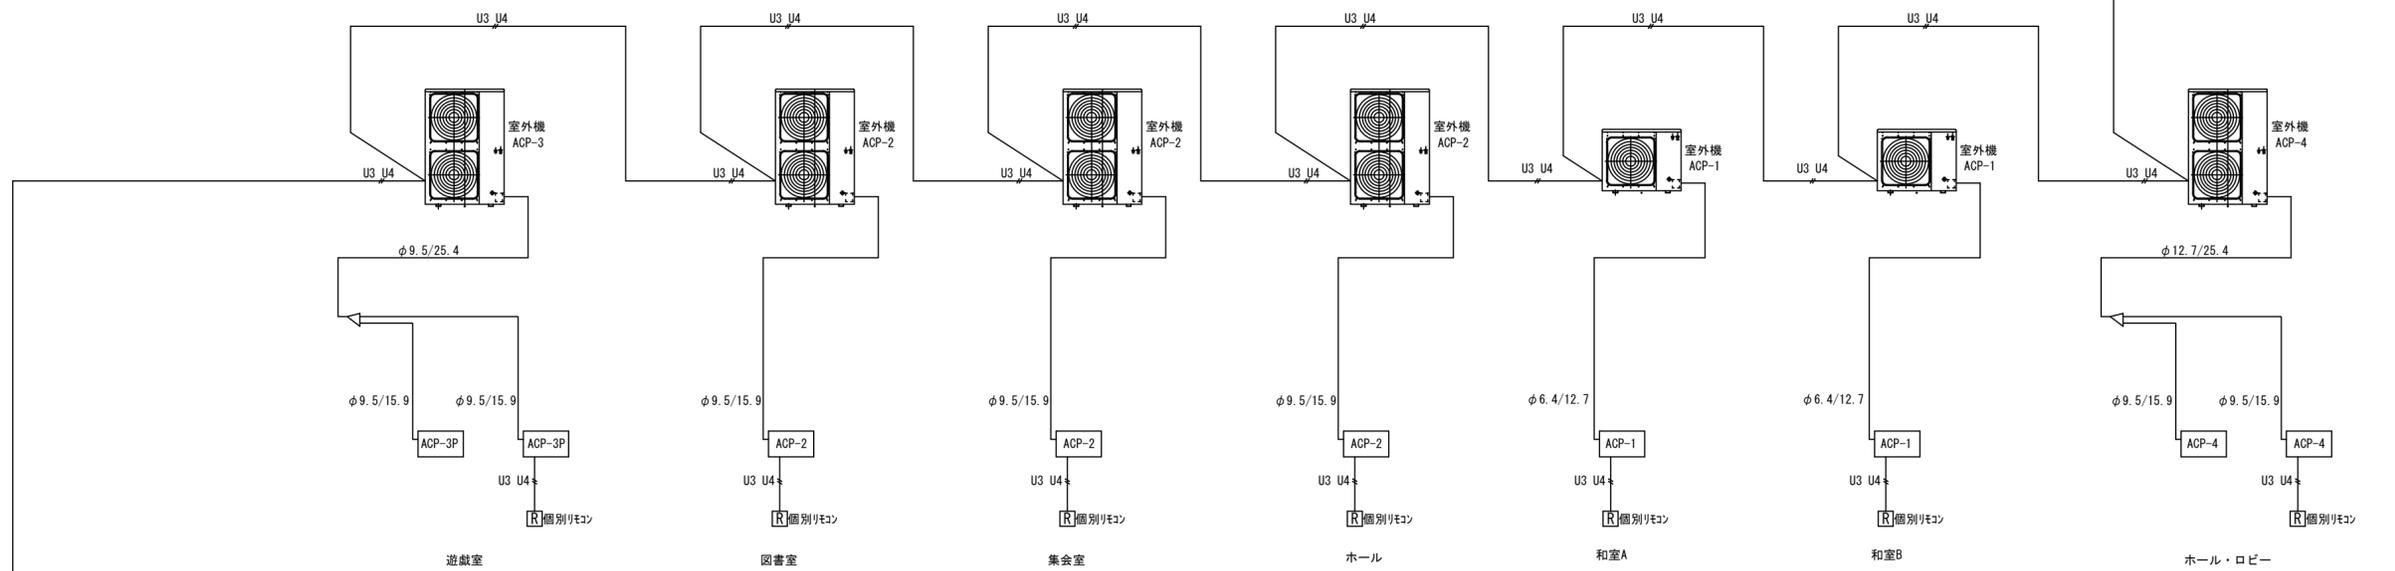 U3 U4
U3 U4
U3 U4
U3 U4
U3 U4
U3 U4
室外機
ACP-3
室外機
ACP-2
室外機
ACP-2
室外機
ACP-2
室外機
ACP-1
室外機
ACP-1
室外機
ACP-4
U3 U4
U3 U4
U3 U4
U3 U4
U3 U4
U3 U4
U3 U4
φ9.5/25.4
φ12.7/25.4
φ9.5/15.9
φ9.5/15.9
φ9.5/15.9
φ9.5/15.9
φ9.5/15.9
φ6.4/12.7
φ6.4/12.7
φ9.5/15.9
φ9.5/15.9
ACP-3P
ACP-3P
ACP-2
ACP-2
ACP-2
ACP-1
ACP-1
ACP-4
ACP-4
U3 U4
U3 U4
U3 U4
U3 U4
U3 U4
U3 U4
U3 U4
R 個別ﾘﾓｺﾝ
R 個別ﾘﾓｺﾝ
R 個別ﾘﾓｺﾝ
R 個別ﾘﾓｺﾝ
R 個別ﾘﾓｺﾝ
R 個別ﾘﾓｺﾝ
R 個別ﾘﾓｺﾝ
遊戯室
図書室
集会室
ホール
和室A
和室B
ホール・ロビー